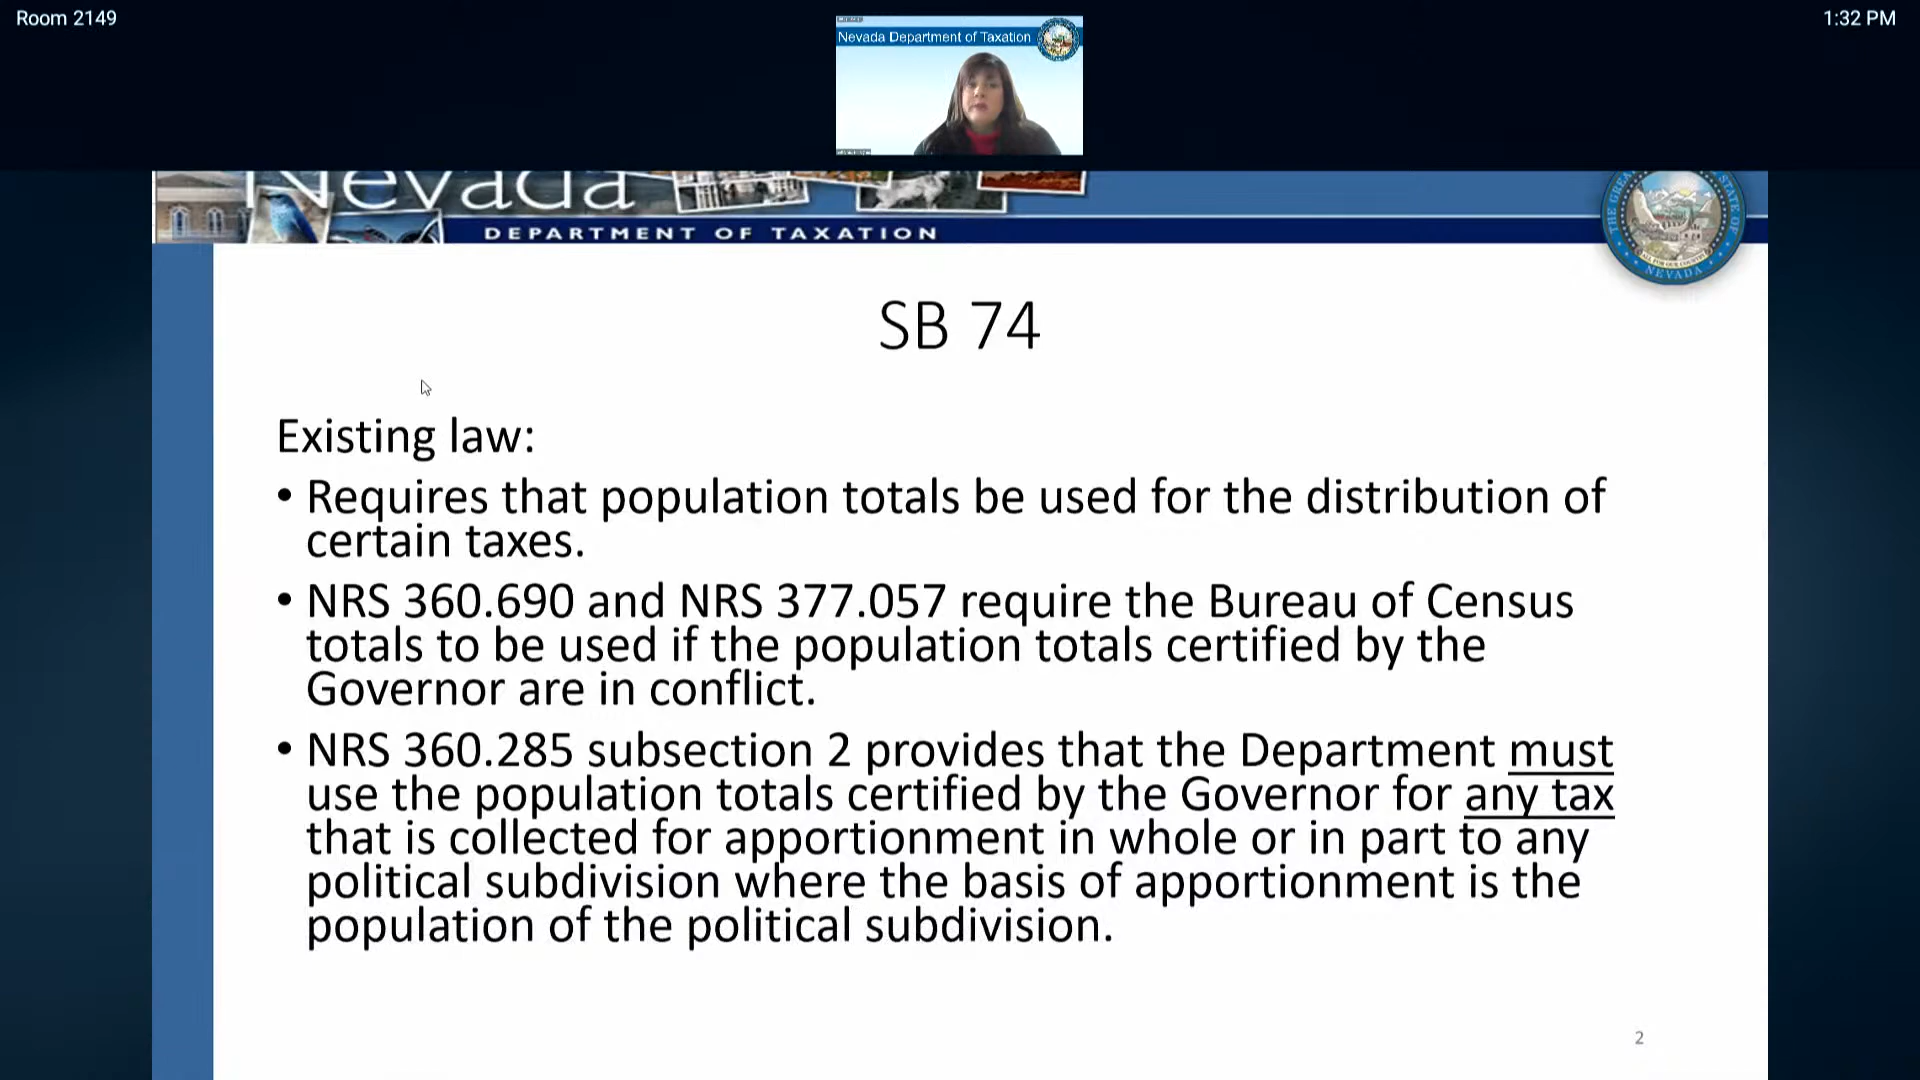 Room 2149
1:32 PM
Nevada Department of Taxation
Nevada
DEPARTMENT OF TAXATION
SB 74
Existing law:
• Requires that population totals be used for the distribution of
certain taxes.
• NRS 360.690 and NRS 377.057 require the Bureau of Census
totals to be used if the population totals certified by the
Governor are in conflict.
• NRS 360.285 subsection 2 provides that the Department must
use the population totals certified by the Governor for any tax
that is collected for apportionment in whole or in part to any
political subdivision where the basis of apportionment is the
population of the political subdivision.
2